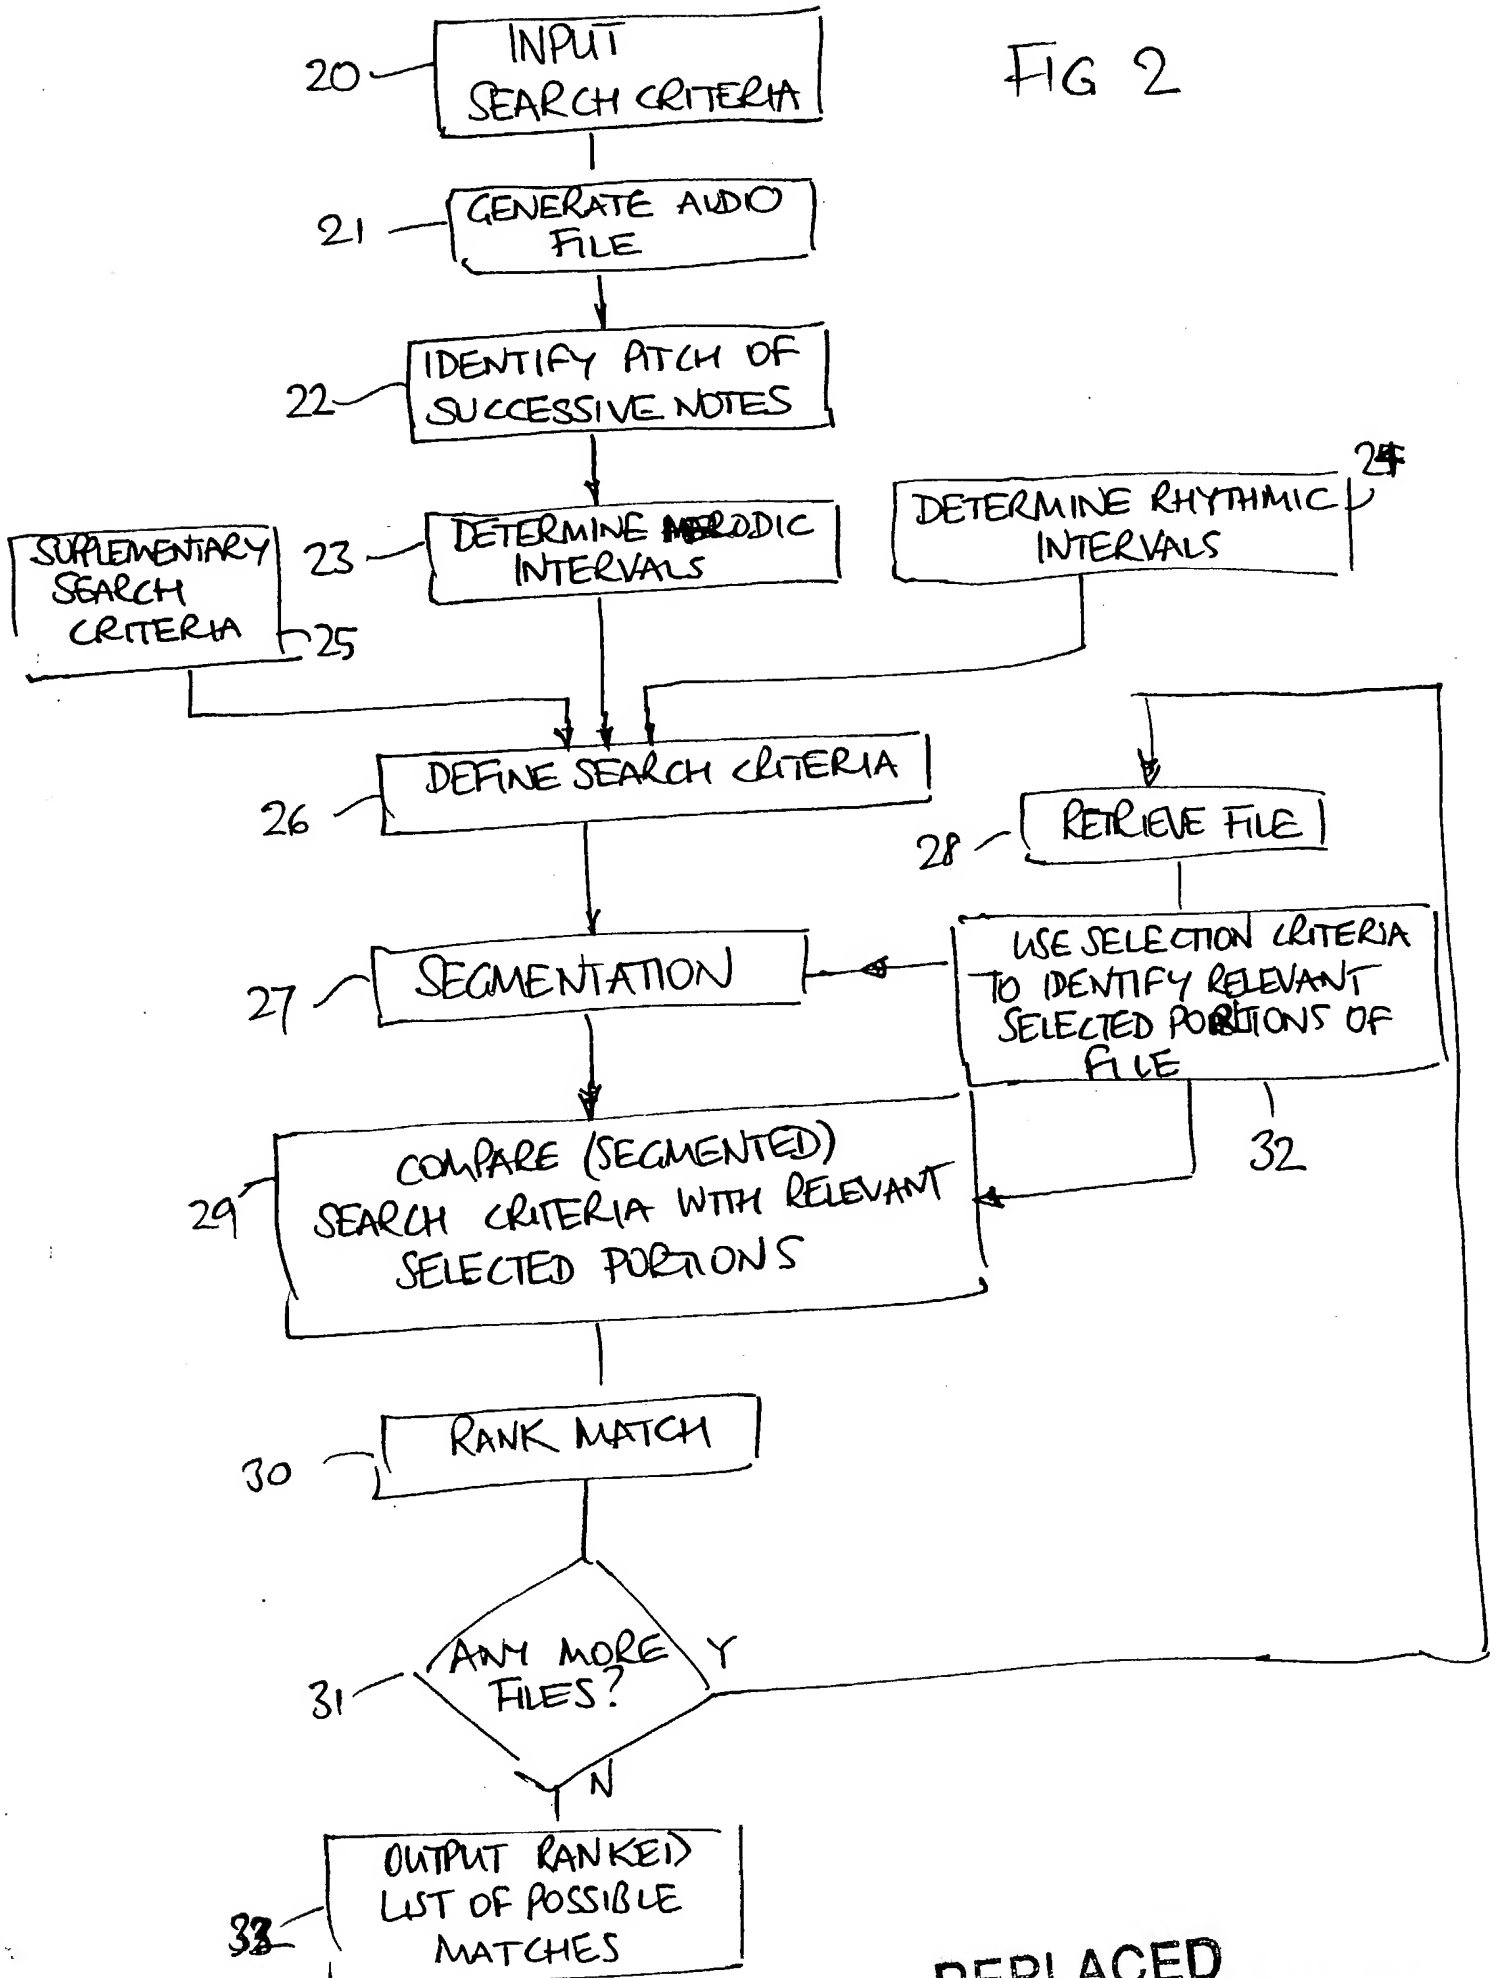 FIG 2
20
INPUT
SEARCH CRITERIA
21
GENERATE AUDIO
FILE
22
IDENTIFY PITCH OF
SUCCESSIVE NOTES
23
DETERMINE MELODIC
INTERVALS
24
DETERMINE RHYTHMIC
INTERVALS
SUPPLEMENTARY
SEARCH
CRITERIA
25
26
DEFINE SEARCH CRITERIA
28
RETRIEVE FILE
27
SEGMENTATION
USE SELECTION CRITERIA
TO IDENTIFY RELEVANT
SELECTED PORTIONS OF
FILE
32
29
COMPARE (SEGMENTED)
SEARCH CRITERIA WITH RELEVANT
SELECTED PORTIONS
30
RANK MATCH
31
ANY MORE
FILES?
Y
N
33
OUTPUT RANKED
LIST OF POSSIBLE
MATCHES
REPLACED